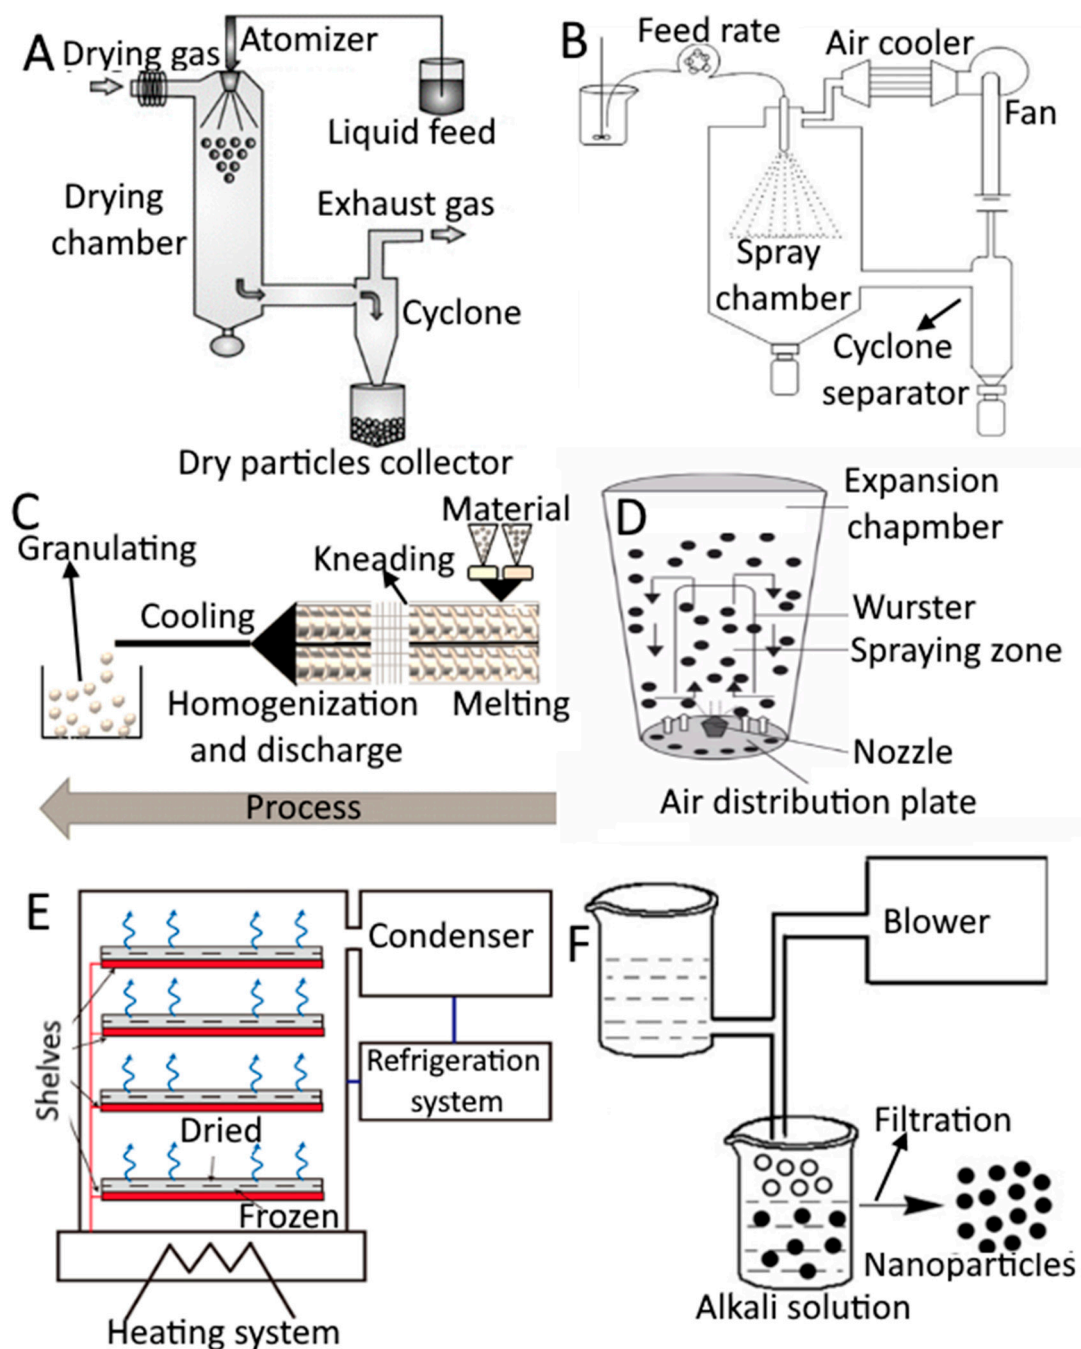 A
Drying gas
Atomizer
Liquid feed
Drying
chamber
Exhaust gas
Cyclone
Dry particles collector
B
Feed rate
Air cooler
Fan
Spray
chamber
Cyclone
separator
C
Granulating
Cooling
Kneading
Material
Homogenization
and discharge
Melting
Process
D
Expansion
chapmber
Wurster
Spraying zone
Nozzle
Air distribution plate
E
Condenser
Refrigeration
system
Shelves
Dried
Frozen
Heating system
F
Blower
Filtration
Nanoparticles
Alkali solution